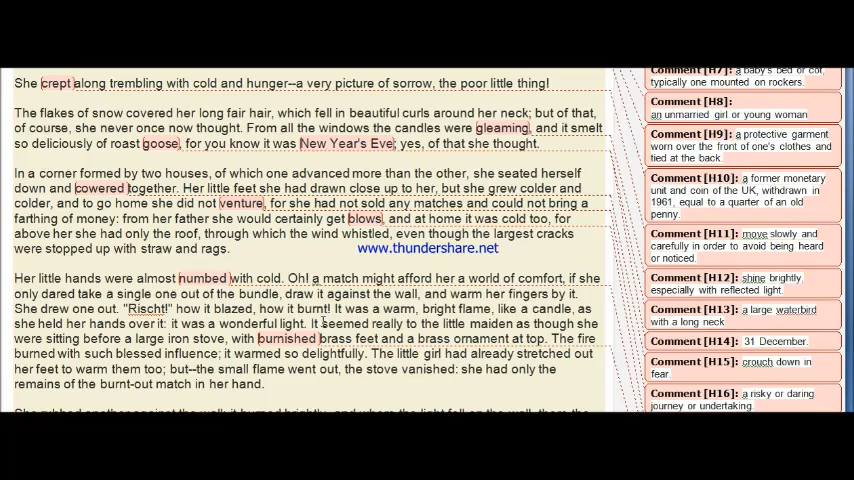 She crept along trembling with cold and hunger--a very picture of sorrow, the poor little thing!
The flakes of snow covered her long fair hair, which fell in beautiful curls around her neck; but of that,
of course, she never once now thought. From all the windows the candles were gleaming, and it smelt
so deliciously of roast goose, for you know it was New Year's Eve; yes, of that she thought.
In a corner formed by two houses, of which one advanced more than the other, she seated herself
down and cowered together. Her little feet she had drawn close up to her, but she grew colder and
colder, and to go home she did not venture, for she had not sold any matches and could not bring a
farthing of money: from her father she would certainly get blows, and at home it was cold too, for
above her she had only the roof, through which the wind whistled, even though the largest cracks
were stopped up with straw and rags.
www.thundershare.net
Her little hands were almost numbed with cold. Oh! a match might afford her a world of comfort, if she
only dared take a single one out of the bundle, draw it against the wall, and warm her fingers by it.
She drew one out. "Rischt!" how it blazed, how it burnt! It was a warm, bright flame, like a candle, as
she held her hands over it: it was a wonderful light. It seemed really to the little maiden as though she
were sitting before a large iron stove, with burnished brass feet and a brass ornament at top. The fire
burned with such blessed influence; it warmed so delightfully. The little girl had already stretched out
her feet to warm them too; but--the small flame went out, the stove vanished: she had only the
remains of the burnt-out match in her hand.
Comment [H7]: a baby's bed or cot,
typically one mounted on rockers.
Comment [H8]:
an unmarried girl or young woman
Comment [H9]: a protective garment
worn over the front of one's clothes and
tied at the back.
Comment [H10]: a former monetary
unit and coin of the UK, withdrawn in
1961, equal to a quarter of an old
penny.
Comment [H11]: move slowly and
carefully in order to avoid being heard
or noticed.
Comment [H12]: shine brightly,
especially with reflected light.
Comment [H13]: a large waterbird
with a long neck
Comment [H14]: 31 December.
Comment [H15]: crouch down in
fear.
Comment [H16]: a risky or daring
journey or undertaking.